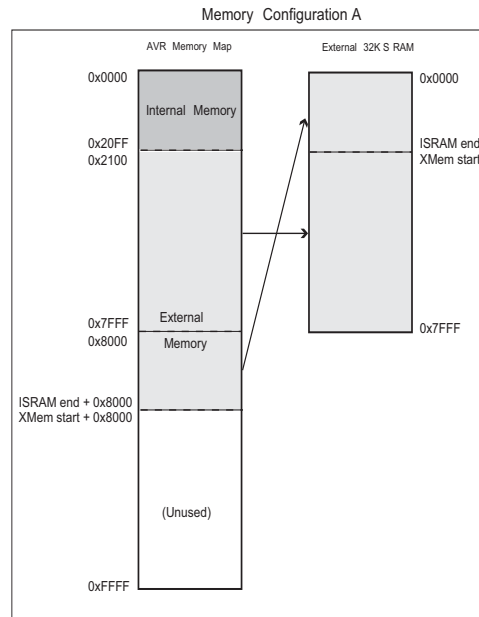 Memory Configuration A
AVR Memory Map
External 32K S RAM
0x0000
Internal Memory
0x20FF
0x2100
0x7FFF
External
0x8000
Memory
ISRAM end + 0x8000
XMem start + 0x8000
(Unused)
0xFFFF
0x0000
ISRAM end
XMem start
0x7FFF